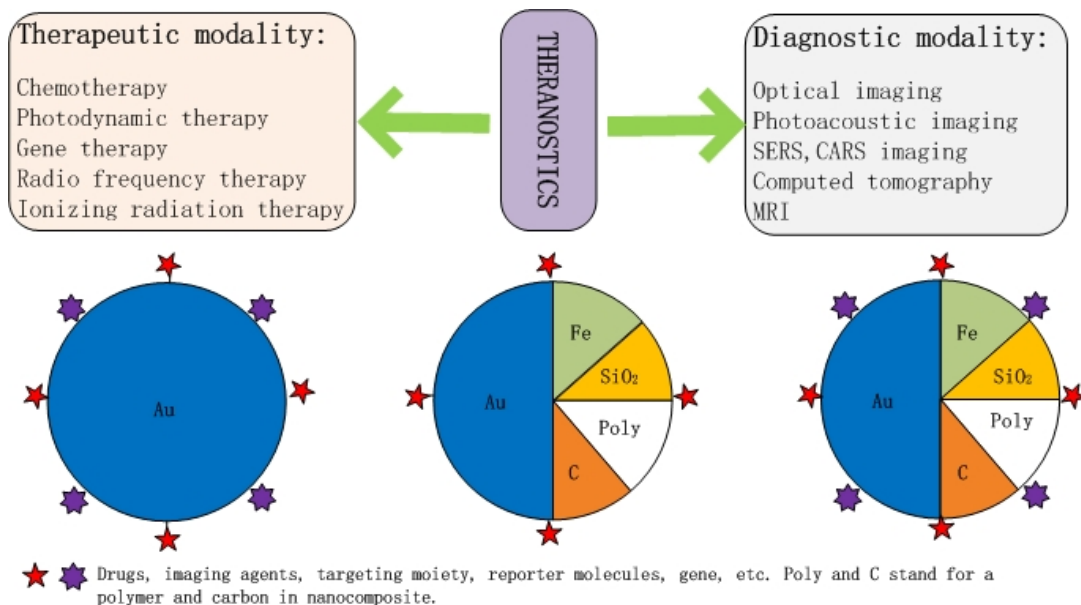 Therapeutic modality:
Chemotherapy
Photodynamic therapy
Gene therapy
Radio frequency therapy
Ionizing radiation therapy
THERANOSTICS
Diagnostic modality:
Optical imaging
Photoacoustic imaging
SERS,CARS imaging
Computed tomography
MRI
Au
Au
Fe
SiO₂
Poly
C
Au
Fe
SiO₂
Poly
C
Drugs, imaging agents, targeting moiety, reporter molecules, gene, etc. Poly and C stand for a
polymer and carbon in nanocomposite.